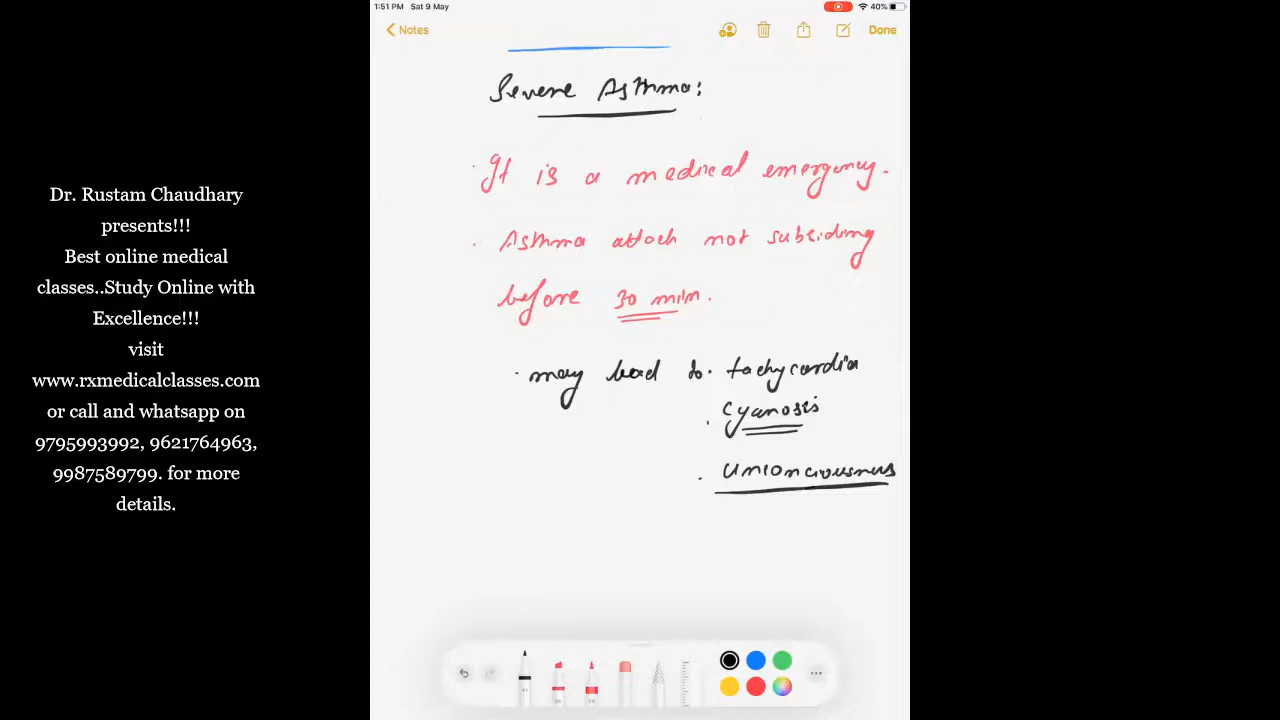 1:51 PM Sat 9 May
40%
Notes
Done
Severe Asthma:
· It is a medical emergency.
· Asthma attach not subsiding
before 30 min.
· may lead to · tachycardia
· Cyanosis
· Unionciousnus
Dr. Rustam Chaudhary
presents!!!
Best online medical
classes..Study Online with
Excellence!!!
visit
www.rxmedicalclasses.com
or call and whatsapp on
9795993992, 9621764963,
9987589799. for more
details.